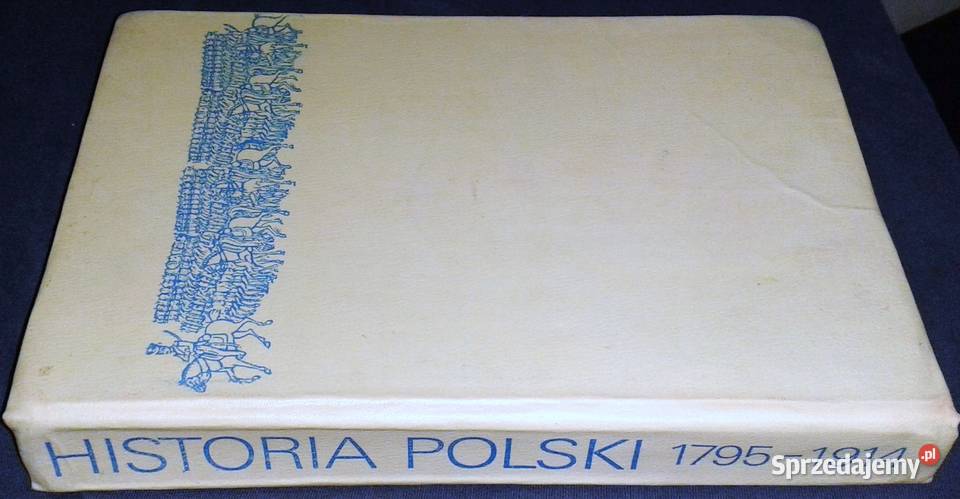 HISTORIA POLSKI 1795-1914
Sprzedajemy.pl